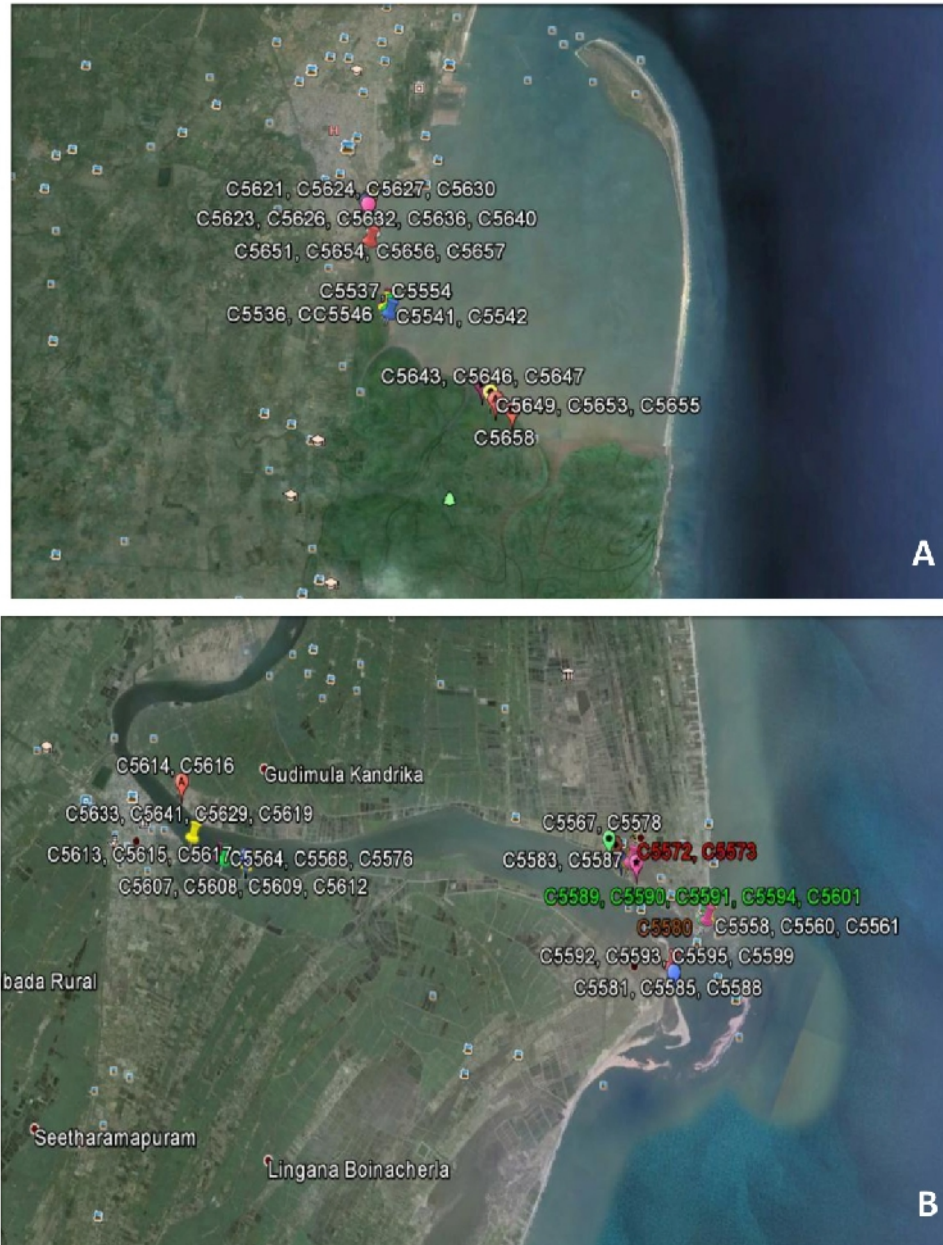 H
C5621, C5624, C5627, C5630
C5623, C5626, C5632, C5636, C5640
C5651, C5654, C5656, C5657
C5537, C5554
C5536, CC5546
C5541, C5542
C5643, C5646, C5647
C5649, C5653, C5655
C5658
A
C5614, C5616
A
Gudimula Kandrika
C5633, C5641, C5629, C5619
C5567, C5578
C5613, C5615, C5617
C5564, C5568, C5576
C5583, C5587
C5572, C5573
C5607, C5608, C5609, C5612
C5589, C5590, C5591, C5594, C5601
C5580
C5558, C5560, C5561
C5592, C5593, C5595, C5599
bada Rural
C5581, C5585, C5588
Seetharamapuram
Lingana Boinacherla
B